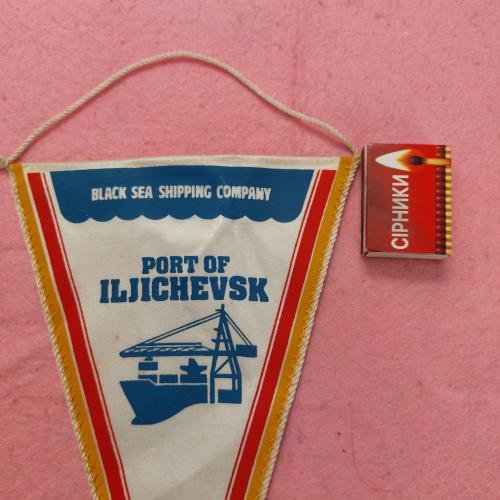 BLACK SEA SHIPPING COMPANY
PORT OF
ILJICHEVSK
СІРНИКИ